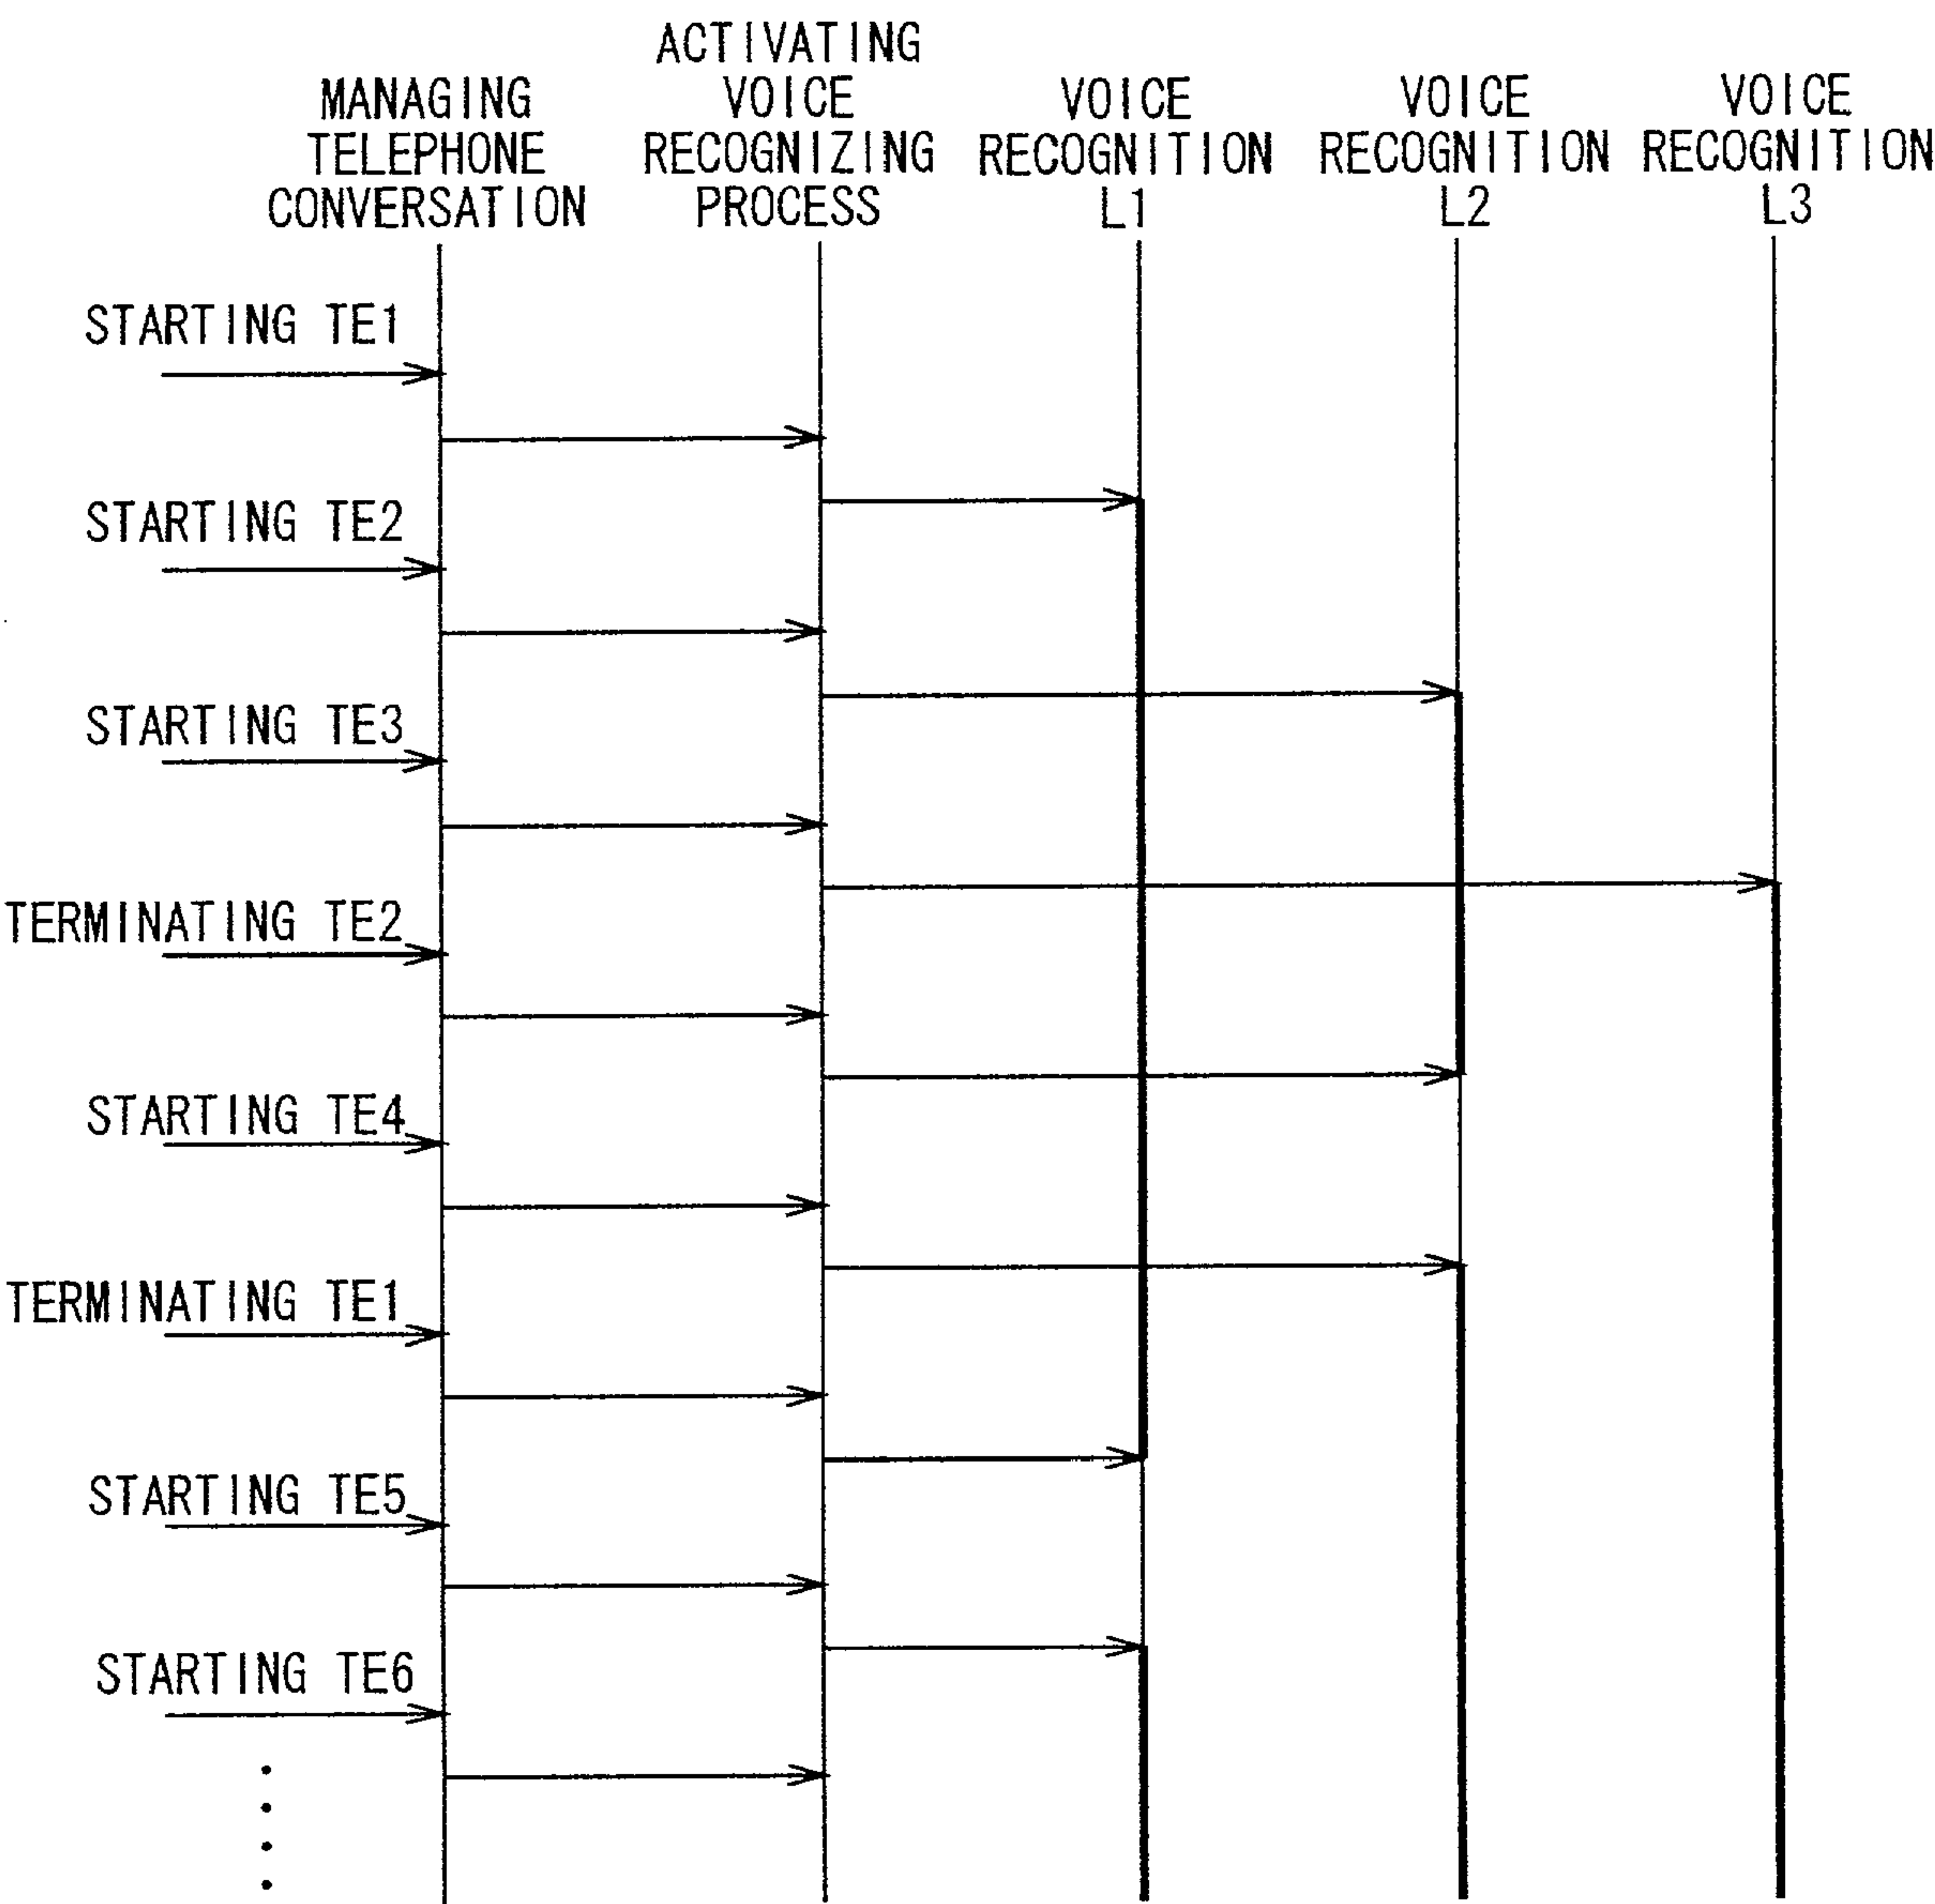 MANAGING
TELEPHONE
CONVERSATION
ACTIVATING
VOICE
RECOGNIZING
PROCESS
VOICE
RECOGNITION
L1
VOICE
RECOGNITION
L2
VOICE
RECOGNITION
L3
STARTING TE1
STARTING TE2
STARTING TE3
TERMINATING TE2
STARTING TE4
TERMINATING TE1
STARTING TE5
STARTING TE6